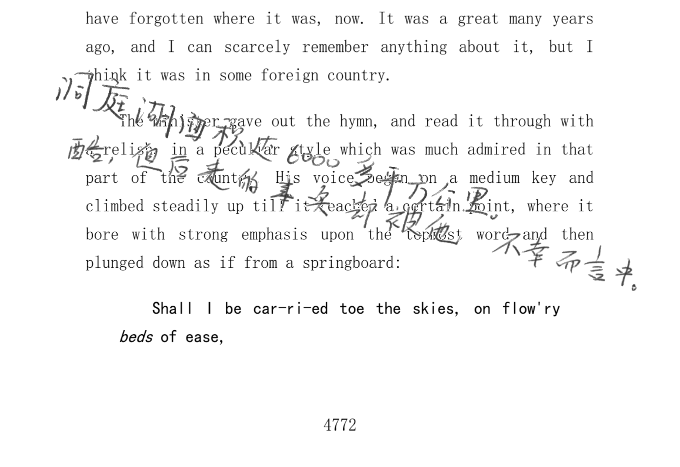 have forgotten where it was, now. It was a great many years
ago, and I can scarcely remember anything about it, but I
think it was in some foreign country.
洞庭湖面积达6000多平方公里。
The minister gave out the hymn, and read it through with
a relish, in a peculiar style which was much admired in that
后来的事实却被他不幸而言中。
part of the country. His voice began on a medium key and
climbed steadily up till it reached a certain point, where it
bore with strong emphasis upon the topmost word and then
plunged down as if from a springboard:
Shall I be car-ri-ed toe the skies, on flow'ry
beds of ease,
4772